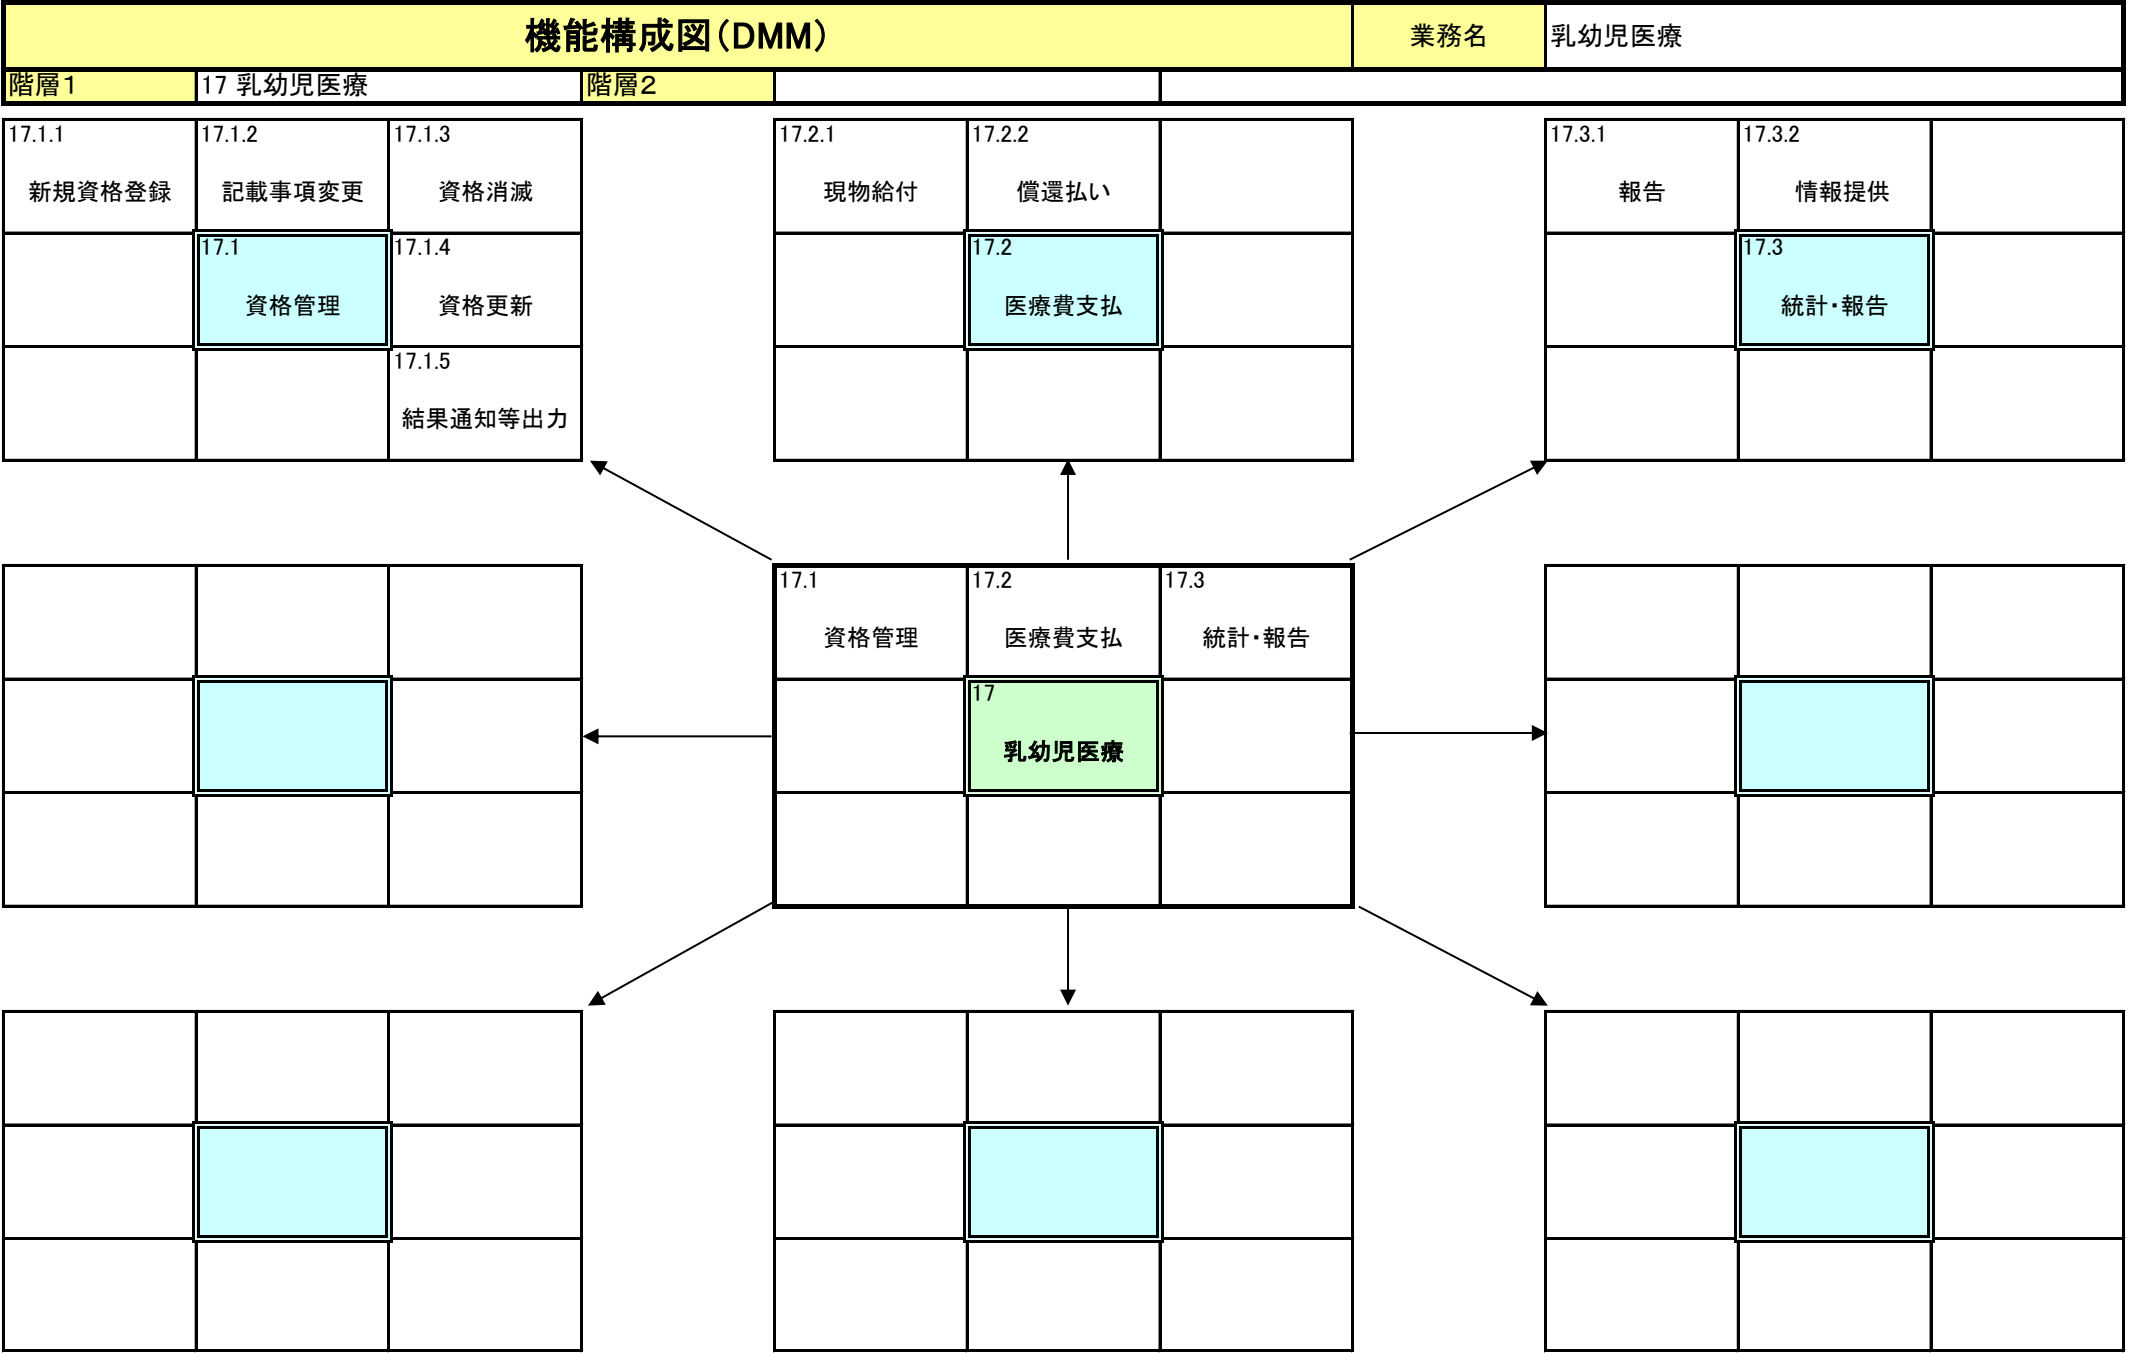 機能構成図(DMM)
業務名
乳幼児医療
階層1
17 乳幼児医療
階層2
17.1.1
新規資格登録
17.1.2
記載事項変更
17.1.3
資格消滅
17.1
資格管理
17.1.4
資格更新
17.1.5
結果通知等出力
17.2.1
現物給付
17.2.2
償還払い
17.2
医療費支払
17.3.1
報告
17.3.2
情報提供
17.3
統計・報告
17.1
資格管理
17.2
医療費支払
17.3
統計・報告
17
乳幼児医療